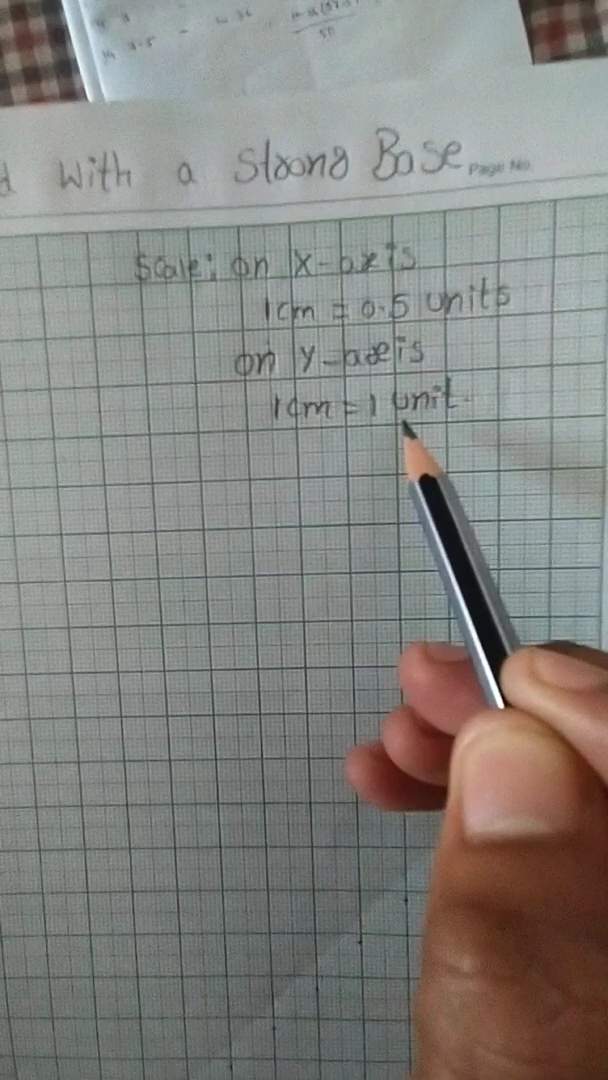 with a Strong Base
Page No
Scale: on x-axis
1cm = 0.5 units
on y-axis
1cm = 1 unit